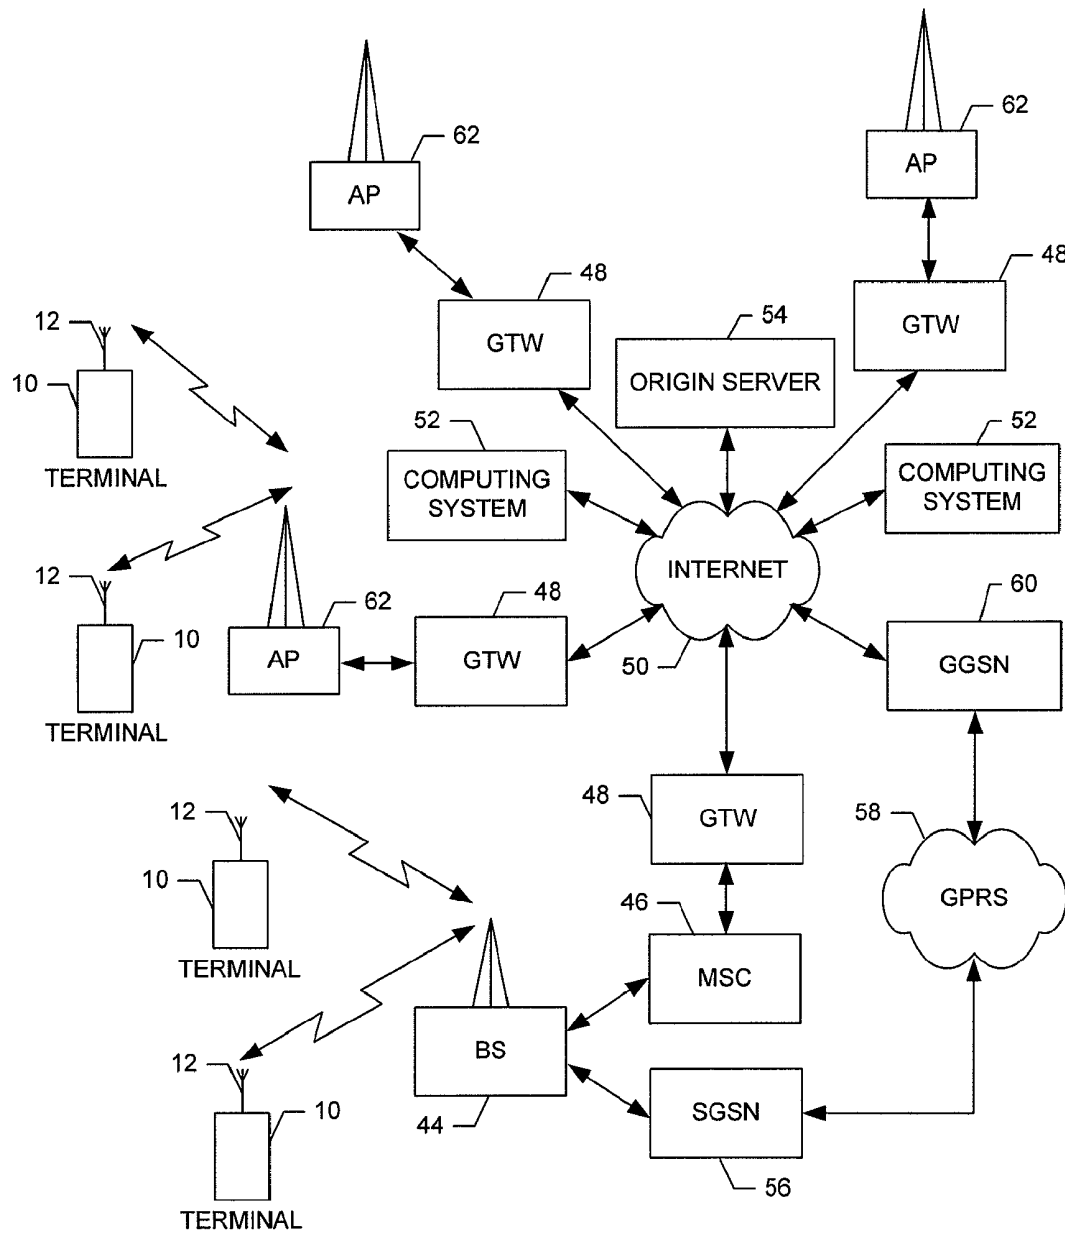 62
AP
62
AP
48
GTW
48
GTW
54
ORIGIN SERVER
12
10
TERMINAL
52
COMPUTING
SYSTEM
52
COMPUTING
SYSTEM
INTERNET
50
12
10
TERMINAL
62
AP
48
GTW
60
GGSN
48
GTW
58
GPRS
12
10
TERMINAL
46
MSC
BS
44
SGSN
56
12
10
TERMINAL